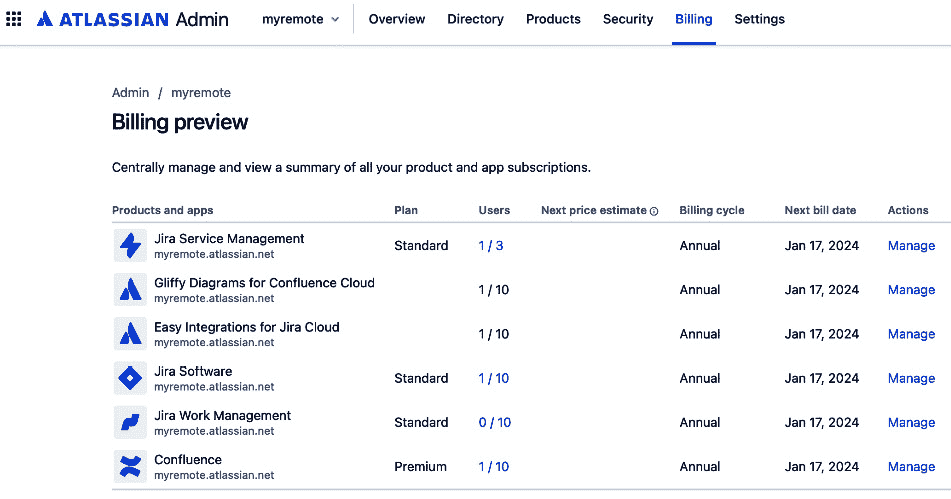 ATLASSIAN Admin myremote Overview Directory Products Security Billing Settings
Admin / myremote
Billing preview
Centrally manage and view a summary of all your product and app subscriptions.
Products and apps Plan Users Next price estimate Billing cycle Next bill date Actions
Jira Service Management Standard 1 / 3 Annual Jan 17, 2024 Manage
myremote.atlassian.net
Gliffy Diagrams for Confluence Cloud 1 / 10 Annual Jan 17, 2024 Manage
myremote.atlassian.net
Easy Integrations for Jira Cloud 1 / 10 Annual Jan 17, 2024 Manage
myremote.atlassian.net
Jira Software Standard 1 / 10 Annual Jan 17, 2024 Manage
myremote.atlassian.net
Jira Work Management Standard 0 / 10 Annual Jan 17, 2024 Manage
myremote.atlassian.net
Confluence Premium 1 / 10 Annual Jan 17, 2024 Manage
myremote.atlassian.net